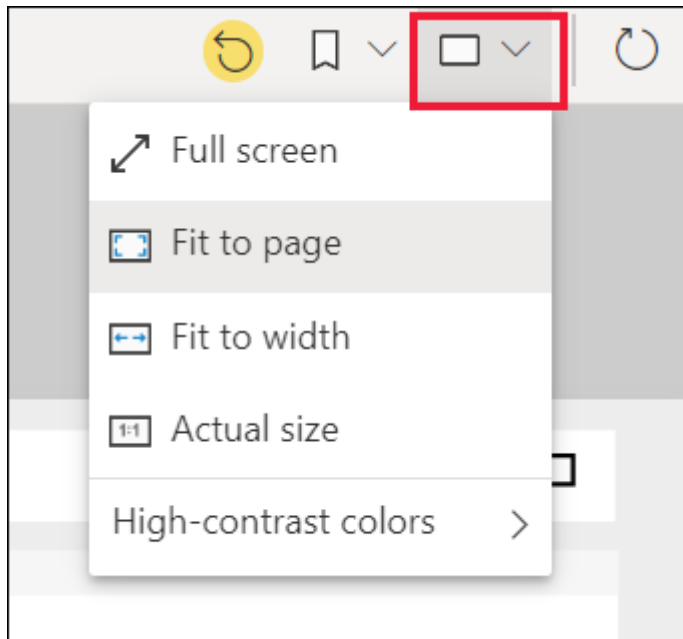 Full screen
Fit to page
Fit to width
1:1 Actual size
High-contrast colors